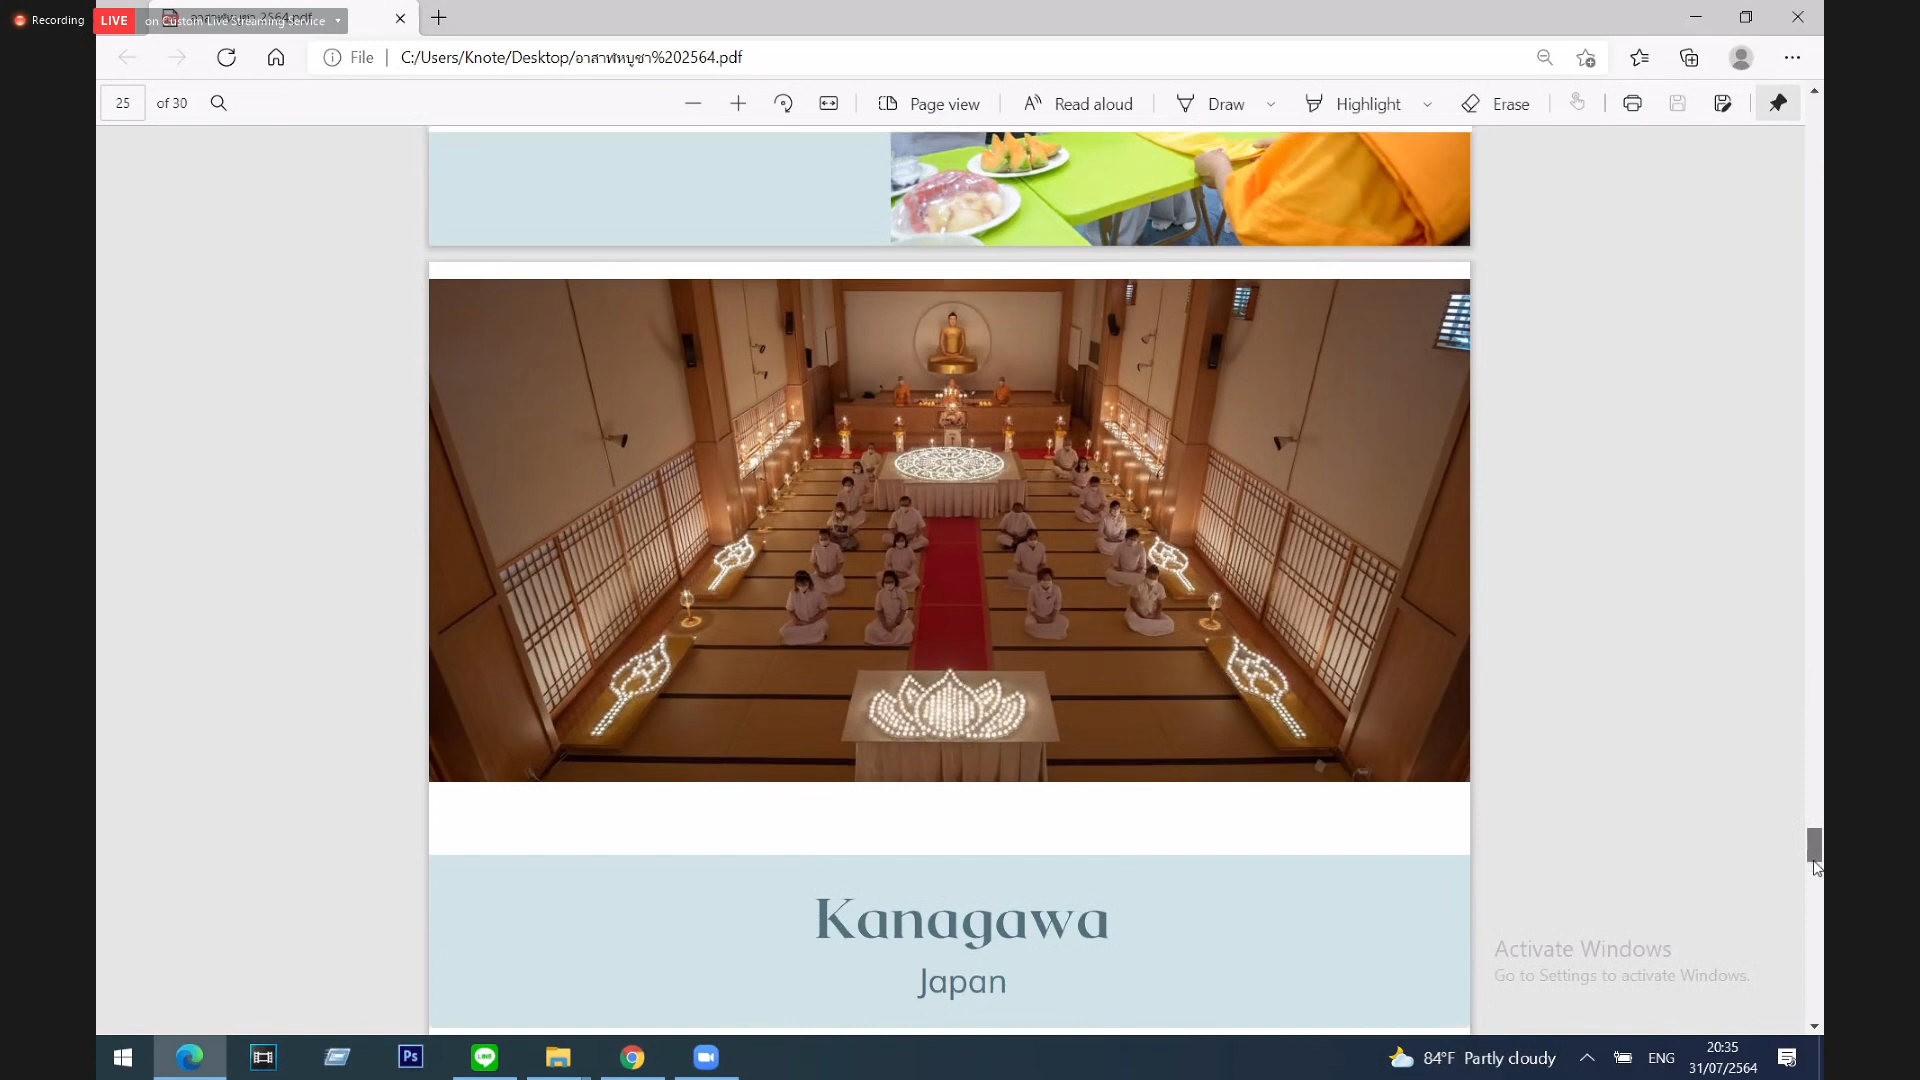 Recording
LIVE
on Custom Live Streaming Service
File
C:/Users/Knote/Desktop/อาสาฬหบูชา%202564.pdf
25
of 30
Page view
Read aloud
Draw
Highlight
Erase
Kanagawa
Japan
Activate Windows
Go to Settings to activate Windows.
Ps
LINE
84°F Partly cloudy
ENG
20:35
31/07/2564